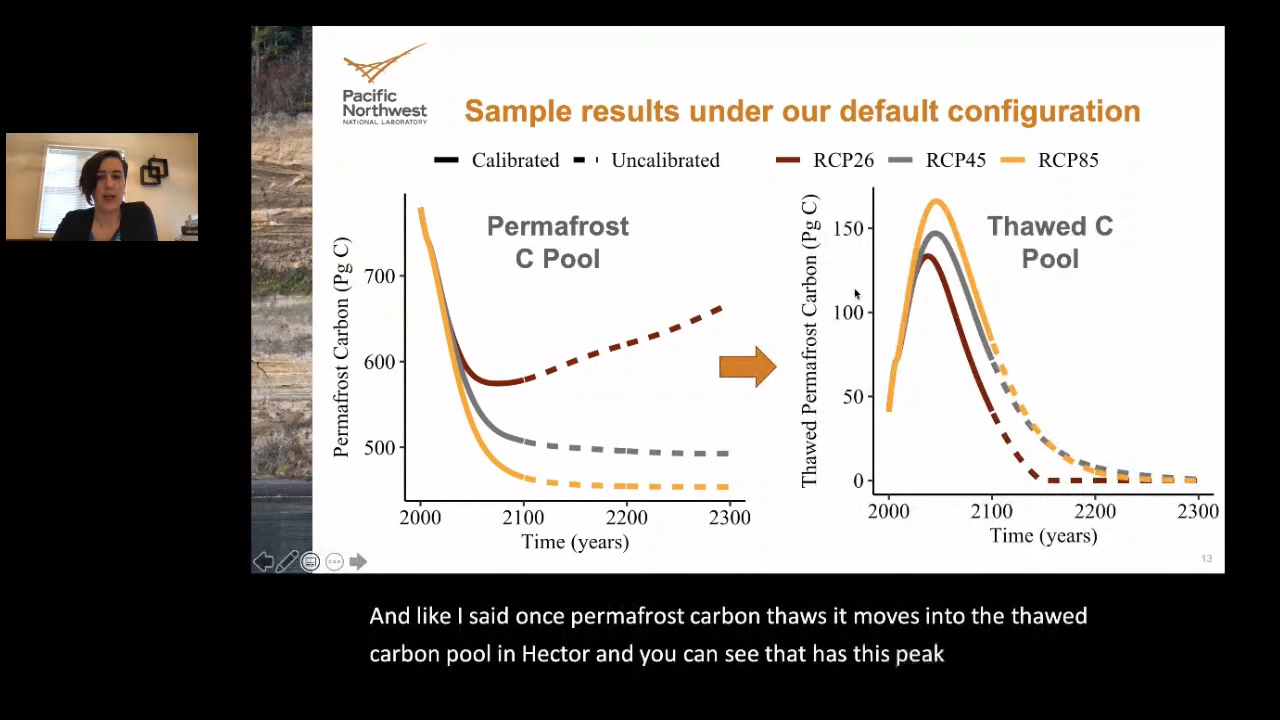 Pacific
Northwest
NATIONAL LABORATORY
Sample results under our default configuration
Calibrated
Uncalibrated
RCP26
RCP45
RCP85
Permafrost
C Pool
Permafrost Carbon (Pg C)
700
600
500
2000
2100
2200
2300
Time (years)
Thawed C
Pool
Thawed Permafrost Carbon (Pg C)
150
100
50
0
2000
2100
2200
2300
Time (years)
13
And like I said once permafrost carbon thaws it moves into the thawed
carbon pool in Hector and you can see that has this peak